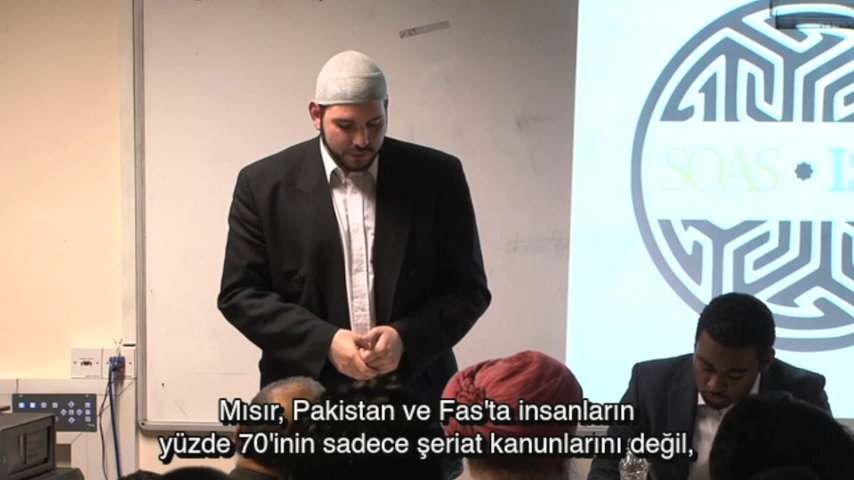 SOAS
Mısır, Pakistan ve Fas'ta insanların
yüzde 70'inin sadece şeriat kanunlarını değil,